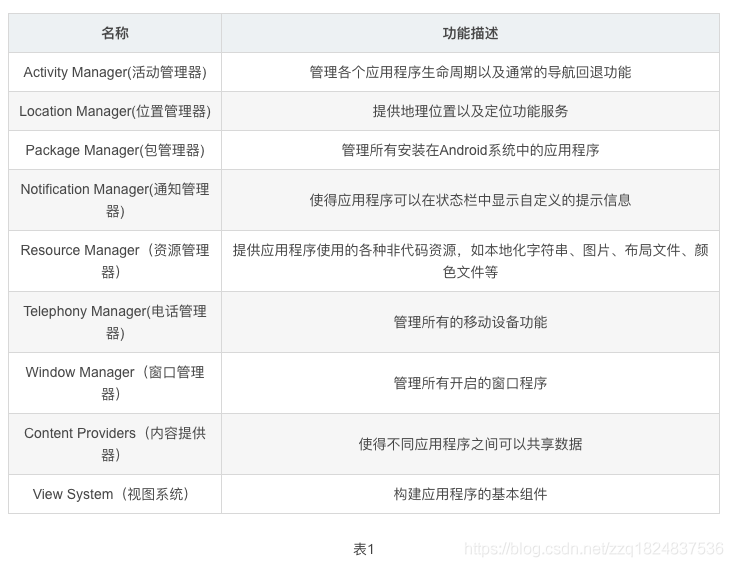 名称 功能描述
Activity Manager(活动管理器) 管理各个应用程序生命周期以及通常的导航回退功能
Location Manager(位置管理器) 提供地理位置以及定位功能服务
Package Manager(包管理器) 管理所有安装在Android系统中的应用程序
Notification Manager(通知管理
器) 使得应用程序可以在状态栏中显示自定义的提示信息
Resource Manager（资源管理 提供应用程序使用的各种非代码资源，如本地化字符串、图片、布局文件、颜
器） 色文件等
Telephony Manager(电话管理
器) 管理所有的移动设备功能
Window Manager（窗口管理
器） 管理所有开启的窗口程序
Content Providers（内容提供
器） 使得不同应用程序之间可以共享数据
View System（视图系统） 构建应用程序的基本组件
表1
https://blog.csdn.net/zzq1824837536